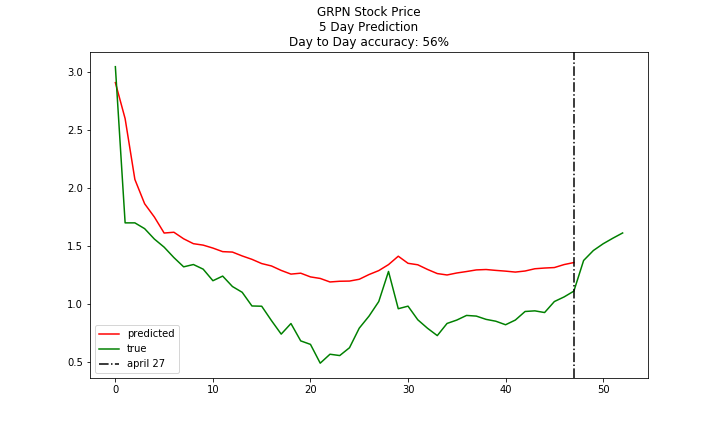 GRPN Stock Price
5 Day Prediction
Day to Day accuracy: 56%
3.0
2.5
2.0
1.5
1.0
0.5
predicted
true
april 27
0 10 20 30 40 50